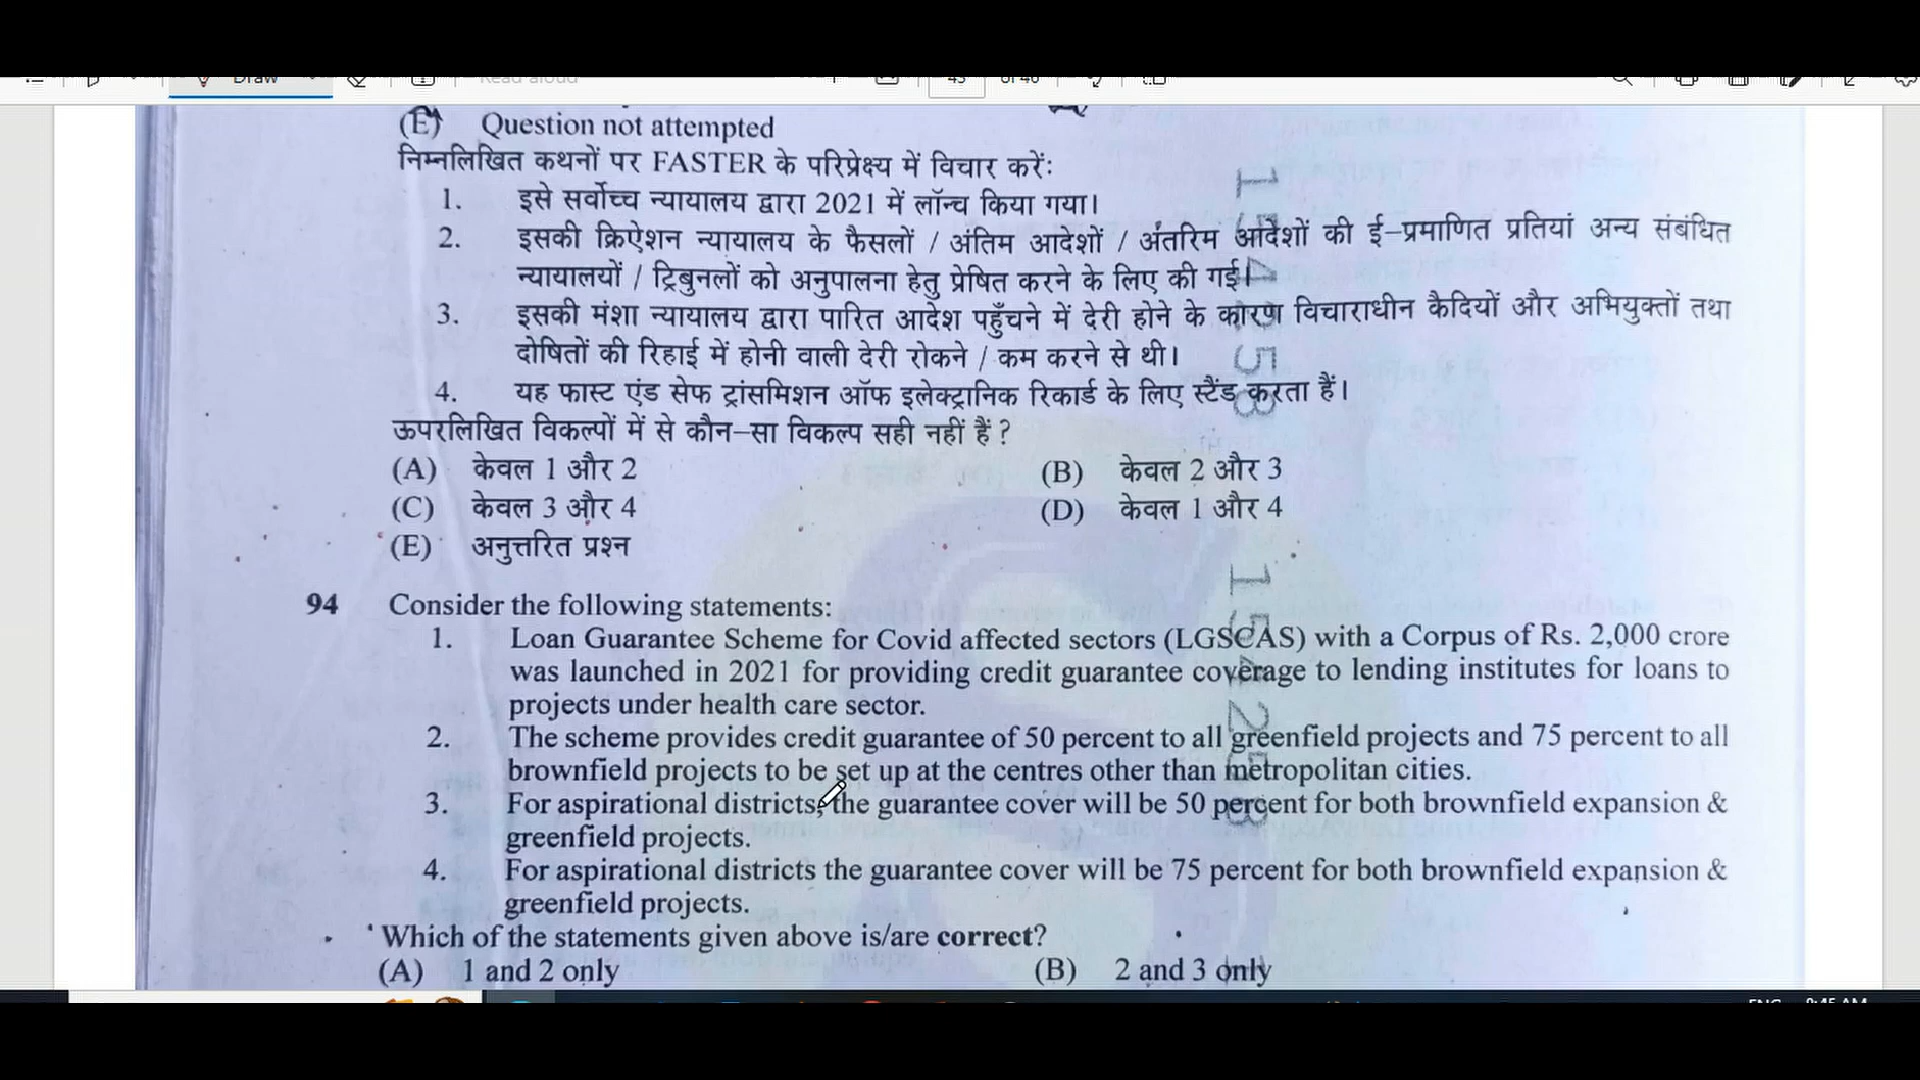 Draw
Read aloud
of 48
(E) Question not attempted
निम्नलिखित कथनों पर FASTER के परिप्रेक्ष्य में विचार करेंः
1. इसे सर्वोच्च न्यायालय द्वारा 2021 में लॉन्च किया गया।
2. इसकी क्रिऐशन न्यायालय के फैसलों / अंतिम आदेशों / अंतरिम आदेशों की ई–प्रमाणित प्रतियां अन्य संबंधित
न्यायालयों / ट्रिबुनलों को अनुपालना हेतु प्रेषित करने के लिए की गई।
3. इसकी मंशा न्यायालय द्वारा पारित आदेश पहुँचने में देरी होने के कारण विचाराधीन कैदियों और अभियुक्तों तथा
दोषितों की रिहाई में होनी वाली देरी रोकने / कम करने से थी।
4. यह फास्ट एंड सेफ ट्रांसमिशन ऑफ इलेक्ट्रानिक रिकार्ड के लिए स्टैंड करता हैं।
ऊपरलिखित विकल्पों में से कौन–सा विकल्प सही नहीं हैं ?
(A) केवल 1 और 2 (B) केवल 2 और 3
(C) केवल 3 और 4 (D) केवल 1 और 4
(E) अनुत्तरित प्रश्न
94 Consider the following statements:
1. Loan Guarantee Scheme for Covid affected sectors (LGSCAS) with a Corpus of Rs. 2,000 crore
was launched in 2021 for providing credit guarantee coverage to lending institutes for loans to
projects under health care sector.
2. The scheme provides credit guarantee of 50 percent to all greenfield projects and 75 percent to all
brownfield projects to be set up at the centres other than metropolitan cities.
3. For aspirational districts, the guarantee cover will be 50 percent for both brownfield expansion &
greenfield projects.
4. For aspirational districts the guarantee cover will be 75 percent for both brownfield expansion &
greenfield projects.
Which of the statements given above is/are correct?
(A) 1 and 2 only (B) 2 and 3 only